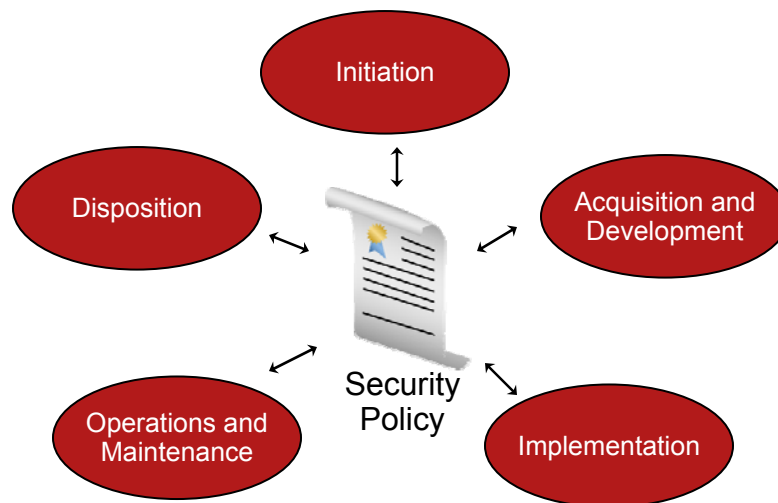 Initiation
Disposition
Acquisition and
Development
Security
Policy
Operations and
Maintenance
Implementation